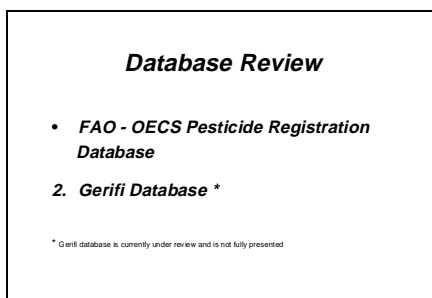 Database Review
• FAO - OECS Pesticide Registration
Database
2. Gerifi Database *
* Gerifi database is currently under review and is not fully presented